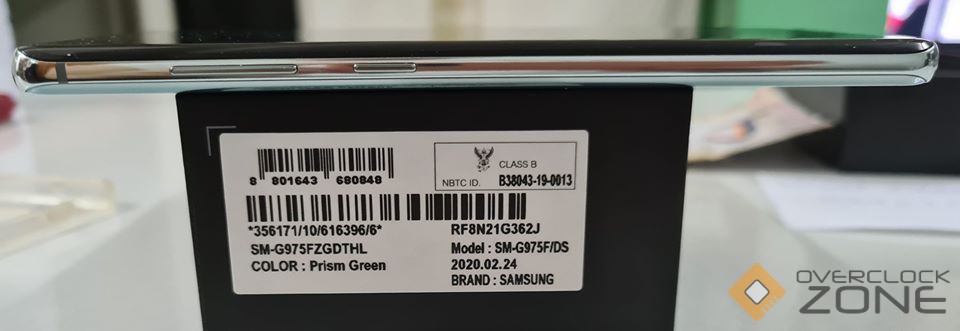 CLASS B
NBTC ID. B38043-19-0013
8 801643 680848
*356171/10/616396/6*
RF8N21G362J
SM-G975FZGDTHL
Model : SM-G975F/DS
COLOR : Prism Green
2020.02.24
BRAND : SAMSUNG
OVERCLOCK
ZONE